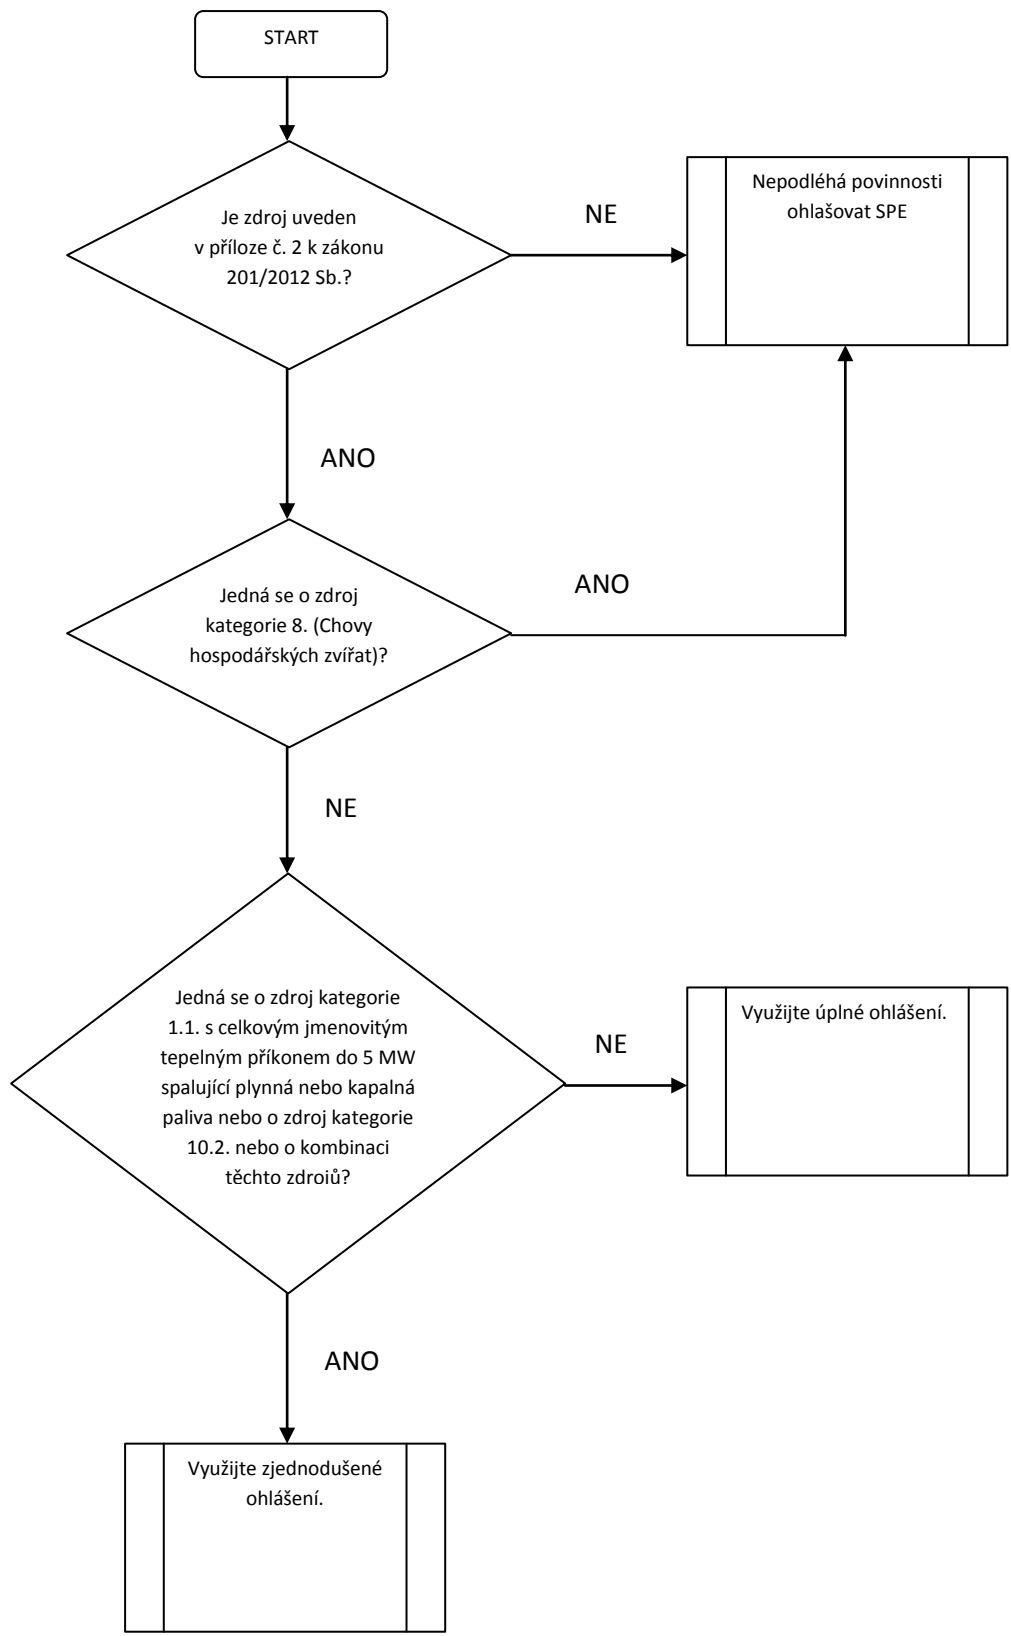 START
Je zdroj uveden
v příloze č. 2 k zákonu
201/2012 Sb.?
NE
Nepodléhá povinnosti
ohlašovat SPE
ANO
Jedná se o zdroj
kategorie 8. (Chovy
hospodářských zvířat)?
ANO
NE
Jedná se o zdroj kategorie
1.1. s celkovým jmenovitým
tepelným příkonem do 5 MW
spalující plynná nebo kapalná
paliva nebo o zdroj kategorie
10.2. nebo o kombinaci
těchto zdrojů?
NE
Využijte úplné ohlášení.
ANO
Využijte zjednodušené
ohlášení.